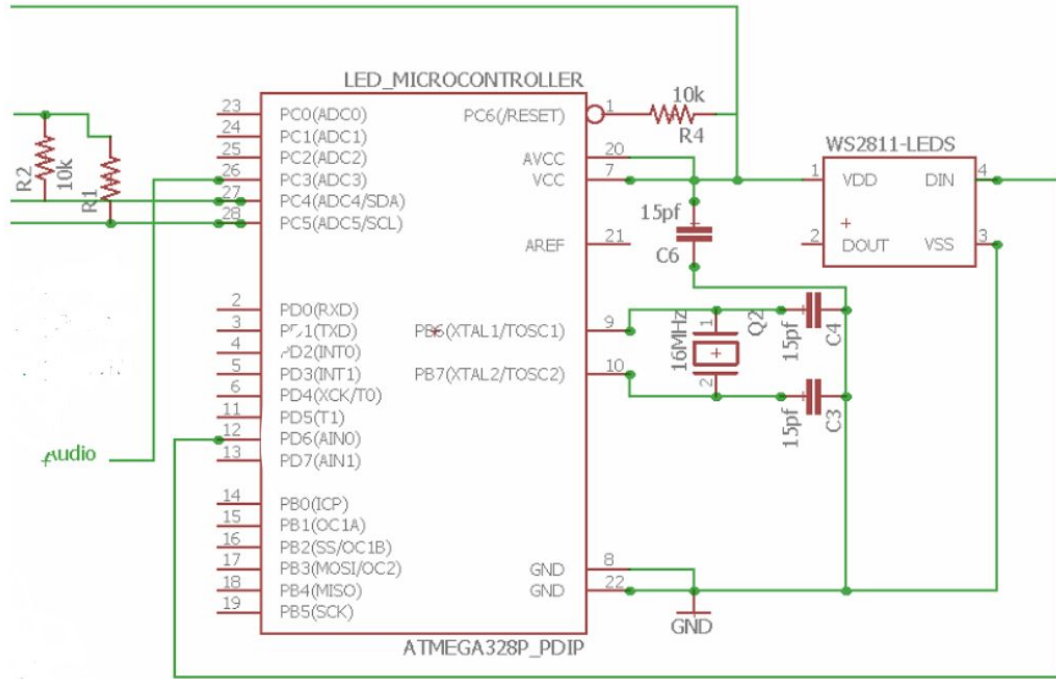 LED_MICROCONTROLLER
23 PC0(ADC0)
24 PC1(ADC1)
25 PC2(ADC2)
26 PC3(ADC3)
27 PC4(ADC4/SDA)
28 PC5(ADC5/SCL)
2 PD0(RXD)
3 PD1(TXD)
4 PD2(INT0)
5 PD3(INT1)
6 PD4(XCK/T0)
11 PD5(T1)
12 PD6(AIN0)
13 PD7(AIN1)
14 PB0(ICP)
15 PB1(OC1A)
16 PB2(SS/OC1B)
17 PB3(MOSI/OC2)
18 PB4(MISO)
19 PB5(SCK)
PC6(/RESET) 1
AVCC 20
VCC 7
AREF 21
PB6(XTAL1/TOSC1) 9
PB7(XTAL2/TOSC2) 10
GND 8
GND 22
ATMEGA328P_PDIP
R2
10k
R1
Audio
10k
R4
15pf
C6
16MHz
1
2
Q2
15pf
C4
15pf
C3
GND
WS2811-LEDS
1 VDD
DIN 4
+
2 DOUT
VSS 3